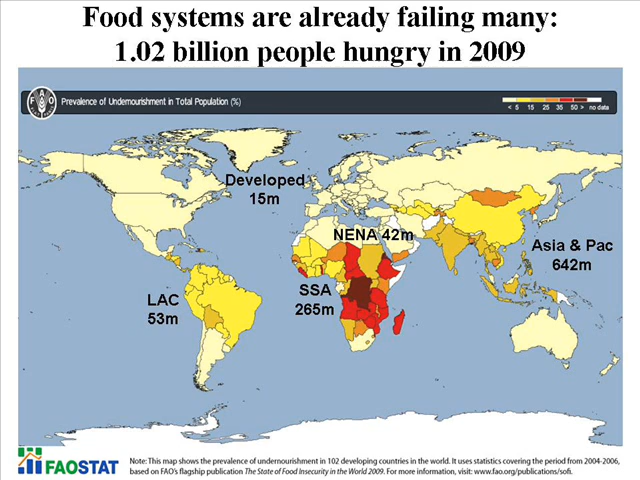 Food systems are already failing many:
1.02 billion people hungry in 2009
FAO
Prevalence of Undernourishment in Total Population (%)
< 5 15 25 35 50 > no data
Developed
15m
NENA 42m
Asia & Pac
642m
SSA
265m
LAC
53m
FAOSTAT
Note: This map shows the prevalence of undernourishment in 102 developing countries in the world. It uses statistics covering the period from 2004-2006,
based on FAO's flagship publication The State of Food Insecurity in the World 2009. For more information, visit: www.fao.org/publications/sofi.